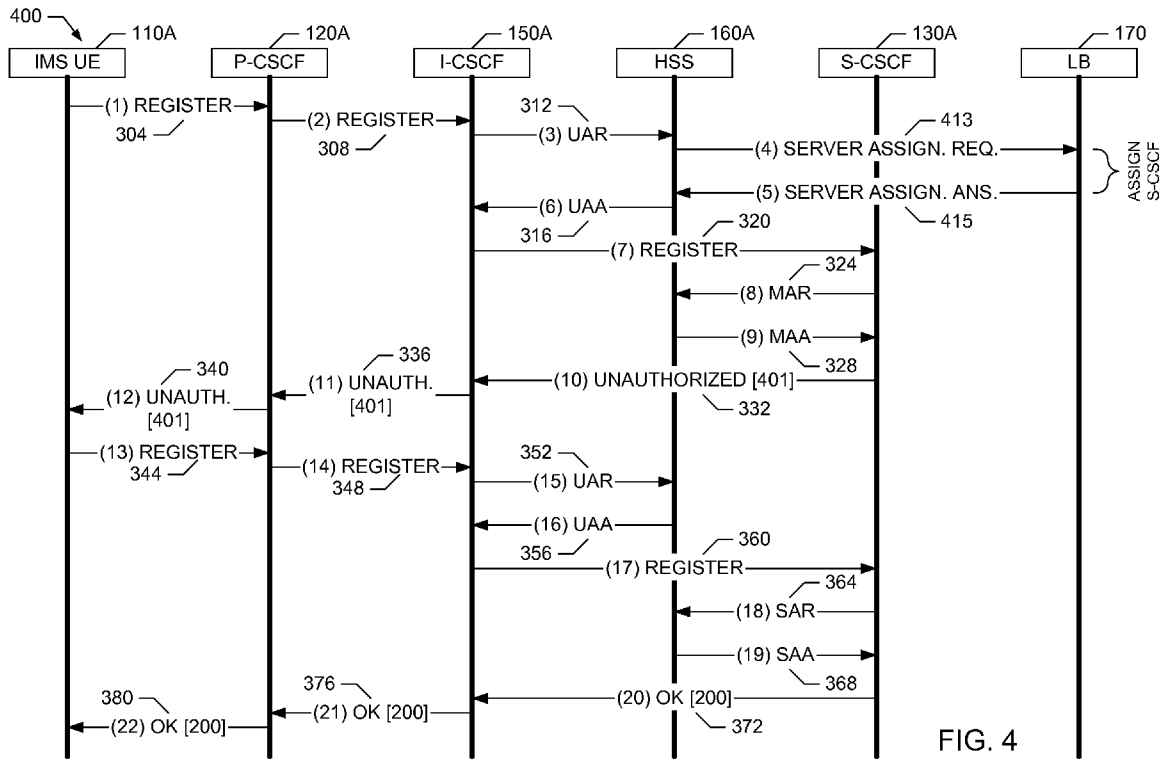 400
110A
120A
150A
160A
130A
170
IMS UE
P-CSCF
I-CSCF
HSS
S-CSCF
LB
(1) REGISTER
304
(2) REGISTER
308
312
(3) UAR
413
(4) SERVER ASSIGN. REQ.
ASSIGN
S-CSCF
(5) SERVER ASSIGN. ANS.
415
(6) UAA
316
320
(7) REGISTER
324
(8) MAR
(9) MAA
328
(10) UNAUTHORIZED [401]
332
336
(11) UNAUTH.
[401]
340
(12) UNAUTH.
[401]
(13) REGISTER
344
(14) REGISTER
348
352
(15) UAR
(16) UAA
356
360
(17) REGISTER
364
(18) SAR
(19) SAA
368
(20) OK [200]
372
376
(21) OK [200]
380
(22) OK [200]
FIG. 4